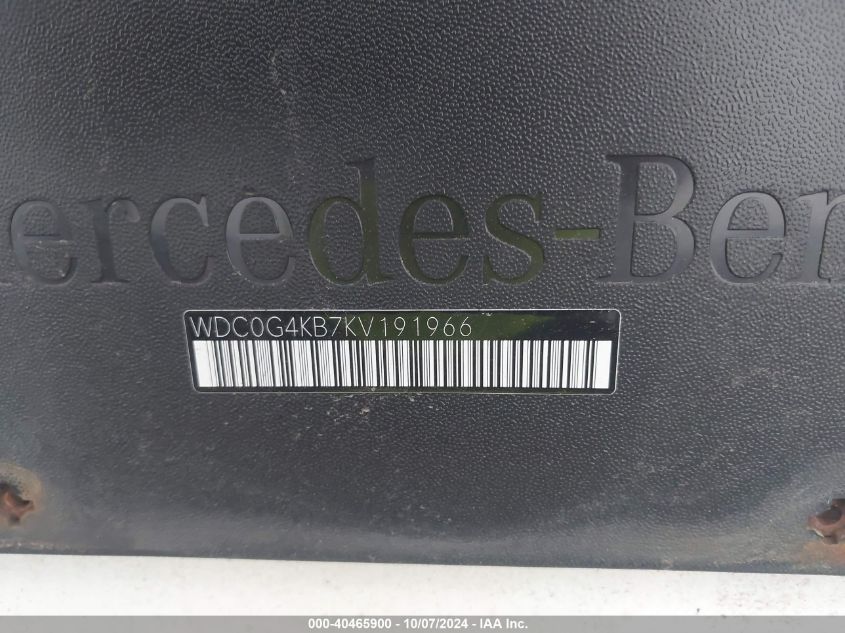 ercedes-Ben
WDC0G4KB7KV191966
000-40465900 - 10/07/2024 - © IAA Inc.